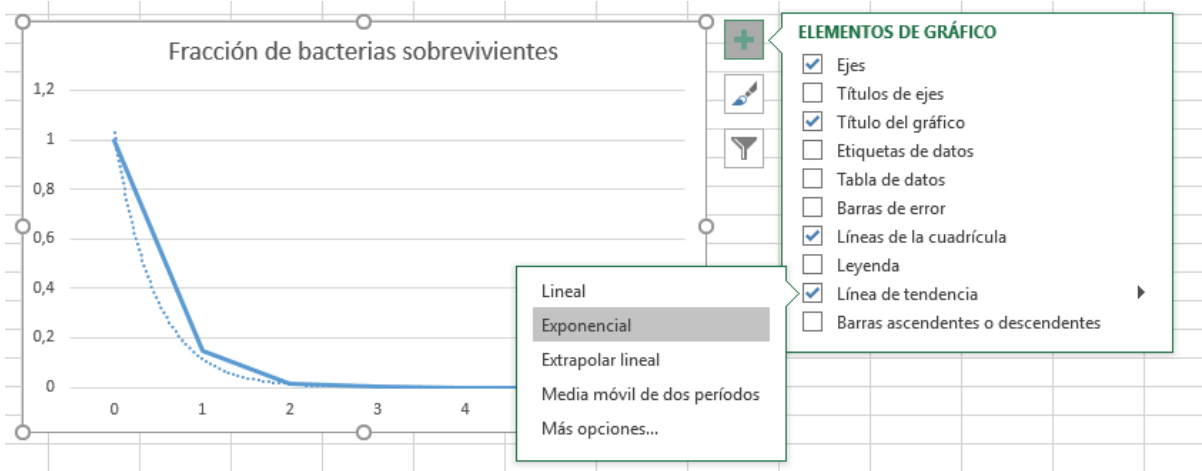 Fracción de bacterias sobrevivientes
1,2
1
0,8
0,6
0,4
0,2
0
0 1 2 3 4
ELEMENTOS DE GRÁFICO
Ejes
Títulos de ejes
Título del gráfico
Etiquetas de datos
Tabla de datos
Barras de error
Líneas de la cuadrícula
Leyenda
Línea de tendencia
Barras ascendentes o descendentes
Lineal
Exponencial
Extrapolar lineal
Media móvil de dos períodos
Más opciones...